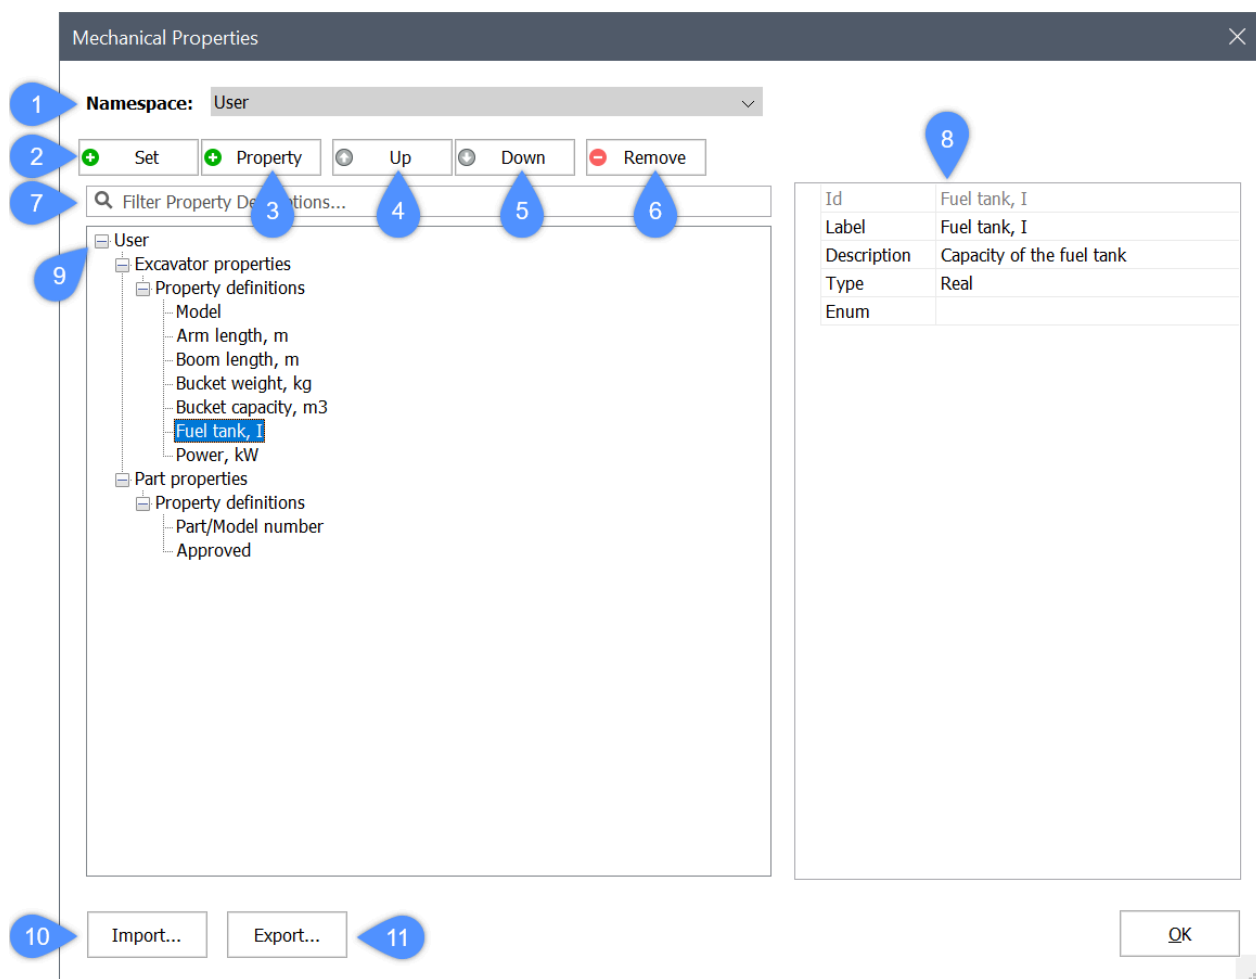 Mechanical Properties
1 Namespace: User
2 Set Property Up Down Remove
8
7 Filter Property De tions...
3 4 5 6
9
User
Excavator properties
Property definitions
Model
Arm length, m
Boom length, m
Bucket weight, kg
Bucket capacity, m3
Fuel tank, I
Power, kW
Part properties
Property definitions
Part/Model number
Approved
Id Fuel tank, I
Label Fuel tank, I
Description Capacity of the fuel tank
Type Real
Enum
10 Import... Export... 11 OK